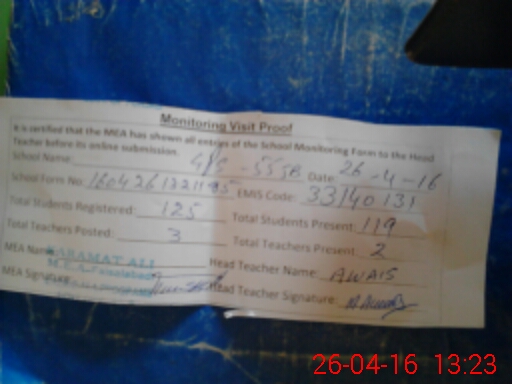 Monitoring Visit Proof
It is certified that the MEA has shown all entries of the School Monitoring Form to the Head
Teacher before its online submission.
School Name: GPS - 555B Date: 26-4-16
School Form No: EMIS Code: 33140131
Total Students Registered: 125 Total Students Present: 119
Total Teachers Posted: 3 Total Teachers Present: 2
MEA Name: KARAMAT ALI Head Teacher Name: AWAIS
MEA Signature: Head Teacher Signature:
26-04-16 13:23